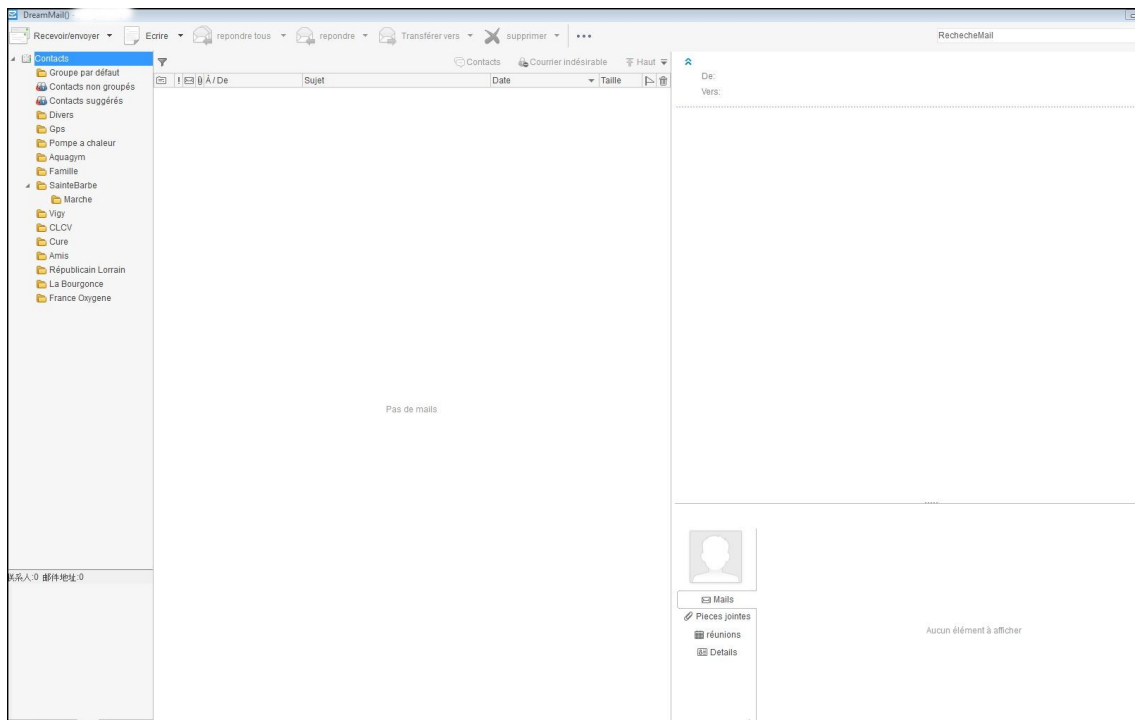 DreamMail()
Recevoir/envoyer Ecrire repondre tous repondre Transférer vers supprimer RechecheMail
Contacts
Groupe par défaut
Contacts non groupés
Contacts suggérés
Divers
Gps
Pompe a chaleur
Aquagym
Famille
SainteBarbe
Marche
Vigy
CLCV
Cure
Amis
Républicain Lorrain
La Bourgonce
France Oxygene
联系人:0 邮件地址:0
Contacts Courrier indésirable Haut
! À / De Sujet Date Taille
Pas de mails
De:
Vers:
Mails
Pieces jointes
réunions
Details
Aucun élément à afficher